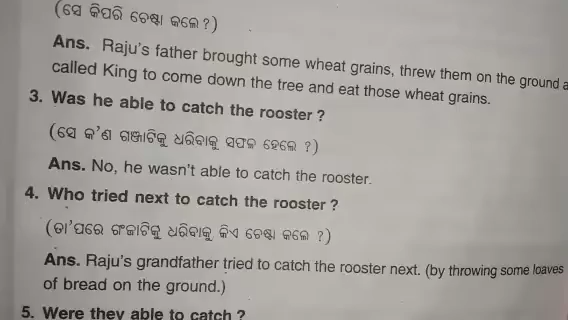 (ସେ କିପରି ଚେଷ୍ଟା କଲେ ?)
Ans. Raju's father brought some wheat grains, threw them on the ground a
called King to come down the tree and eat those wheat grains.
3. Was he able to catch the rooster ?
(ସେ କ'ଣ ଗଞ୍ଜାଟିକୁ ଧରିବାକୁ ସଫଳ ହେଲେ ?)
Ans. No, he wasn't able to catch the rooster.
4. Who tried next to catch the rooster ?
(ତା'ପରେ ଗଂଜାଟିକୁ ଧରିବାକୁ କିଏ ଚେଷ୍ଟା କଲେ ?)
Ans. Raju's grandfather tried to catch the rooster next. (by throwing some loaves
of bread on the ground.)
5. Were they able to catch ?